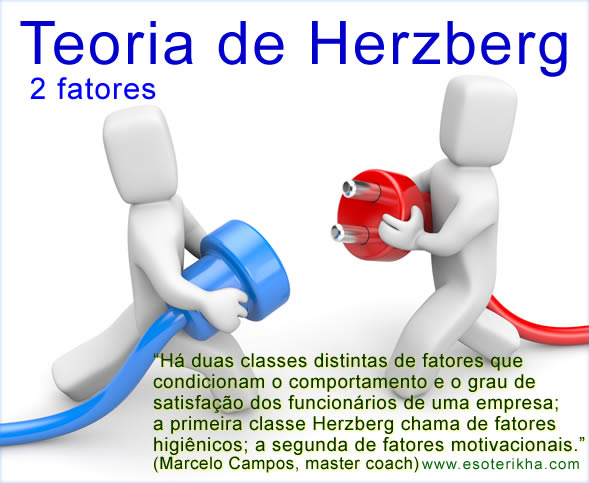 Teoria de Herzberg
2 fatores
“Há duas classes distintas de fatores que
condicionam o comportamento e o grau de
satisfação dos funcionários de uma empresa;
a primeira classe Herzberg chama de fatores
higiênicos; a segunda de fatores motivacionais.”
(Marcelo Campos, master coach) www.esoterikha.com